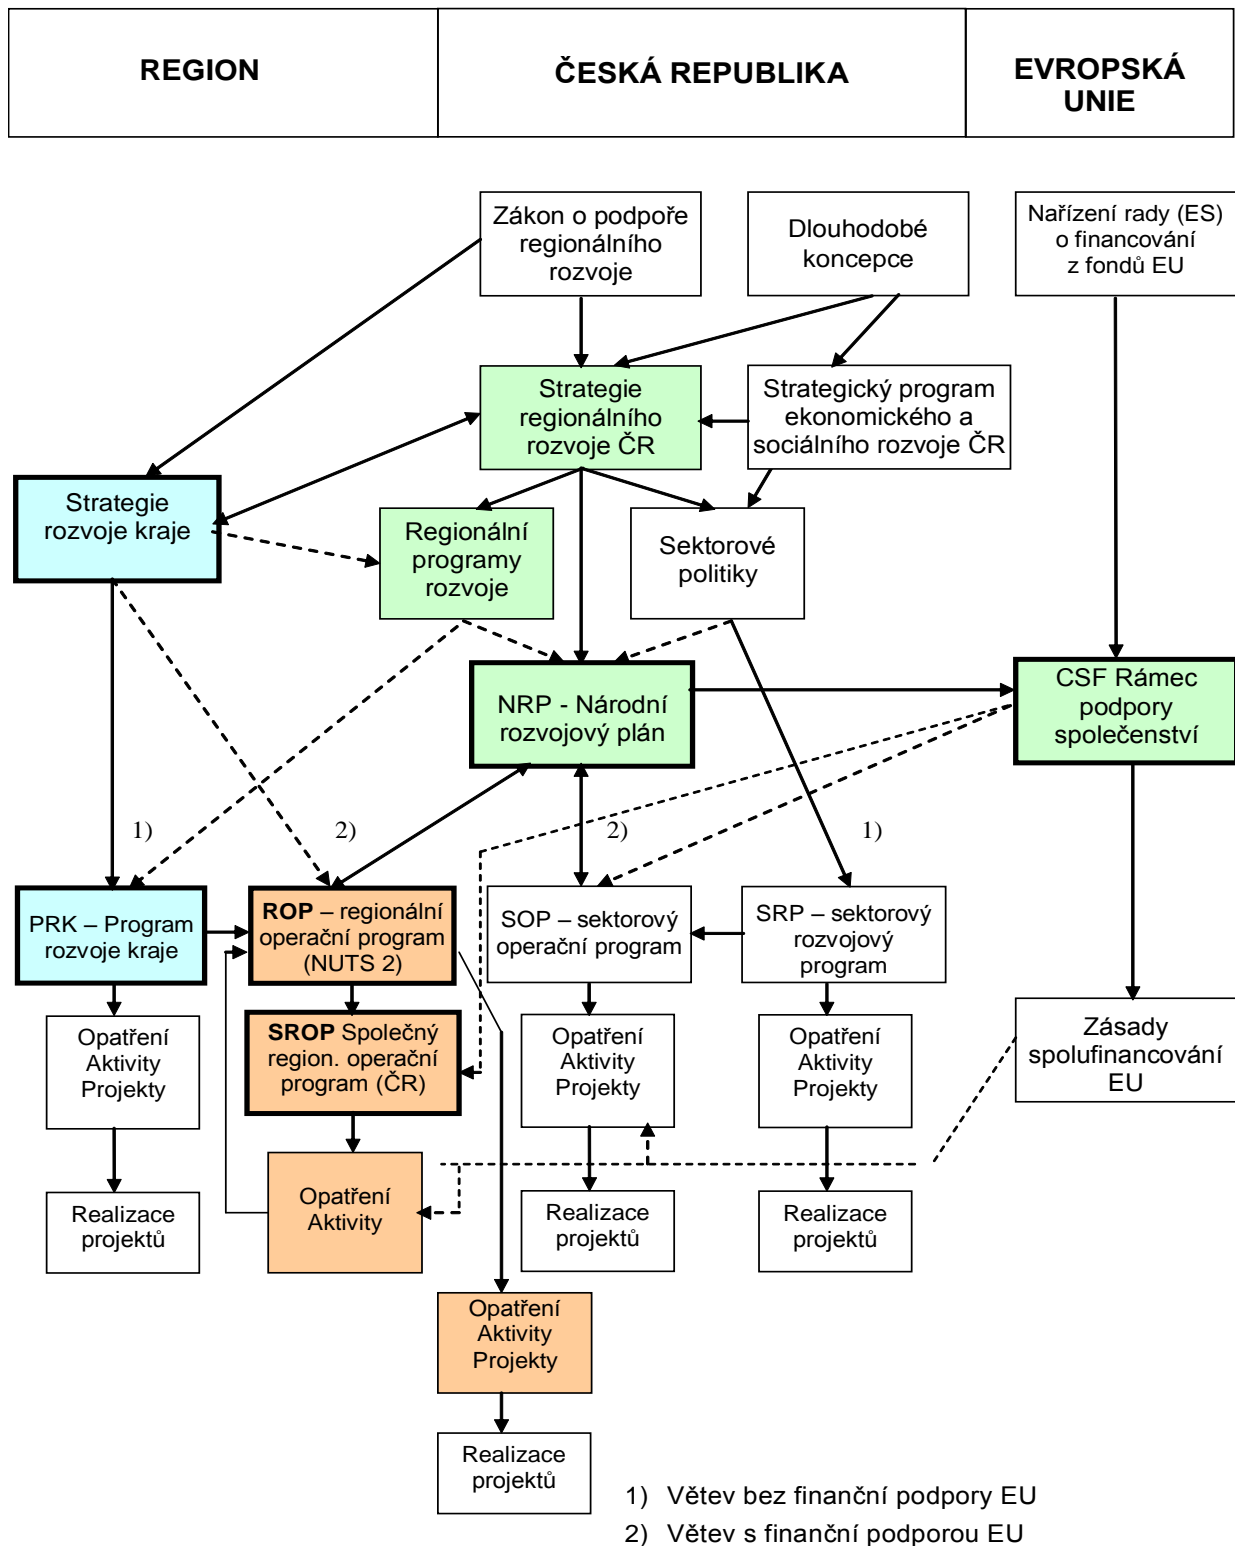 REGION
ČESKÁ REPUBLIKA
EVROPSKÁ
UNIE
Zákon o podpoře
regionálního
rozvoje
Dlouhodobé
koncepce
Nařízení rady (ES)
o financování
z fondů EU
Strategie
regionálního
rozvoje ČR
Strategický program
ekonomického a
sociálního rozvoje ČR
Strategie
rozvoje kraje
Regionální
programy
rozvoje
Sektorové
politiky
NRP - Národní
rozvojový plán
CSF Rámec
podpory
společenství
1)
2)
2)
1)
PRK – Program
rozvoje kraje
ROP – regionální
operační program
(NUTS 2)
SOP – sektorový
operační program
SRP – sektorový
rozvojový
program
Opatření
Aktivity
Projekty
SROP Společný
region. operační
program (ČR)
Opatření
Aktivity
Projekty
Opatření
Aktivity
Projekty
Zásady
spolufinancování
EU
Realizace
projektů
Opatření
Aktivity
Realizace
projektů
Realizace
projektů
Opatření
Aktivity
Projekty
Realizace
projektů
1) Větev bez finanční podpory EU
2) Větev s finanční podporou EU